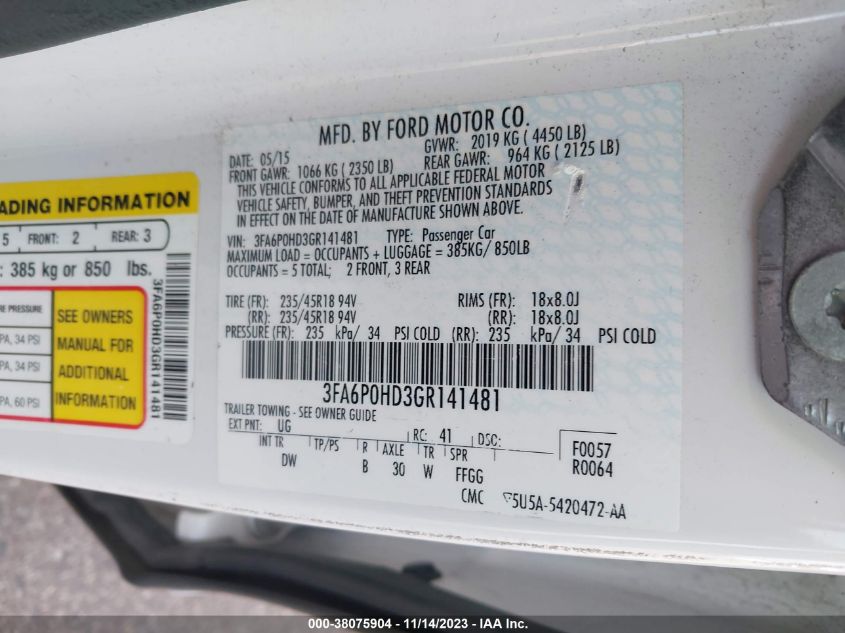 ADING INFORMATION
5 FRONT: 2 REAR: 3
: 385 kg or 850 lbs.
RE PRESSURE
PA, 34 PSI
PA, 34 PSI
PA, 60 PSI
SEE OWNERS
MANUAL FOR
ADDITIONAL
INFORMATION
3FA6P0HD3GR141481
MFD. BY FORD MOTOR CO.
DATE: 05/15 GVWR: 2019 KG ( 4450 LB)
FRONT GAWR: 1066 KG ( 2350 LB) REAR GAWR: 964 KG ( 2125 LB)
THIS VEHICLE CONFORMS TO ALL APPLICABLE FEDERAL MOTOR
VEHICLE SAFETY, BUMPER, AND THEFT PREVENTION STANDARDS
IN EFFECT ON THE DATE OF MANUFACTURE SHOWN ABOVE.
VIN: 3FA6P0HD3GR141481 TYPE: Passenger Car
MAXIMUM LOAD = OCCUPANTS + LUGGAGE = 385KG/ 850LB
OCCUPANTS = 5 TOTAL; 2 FRONT, 3 REAR
TIRE (FR): 235/45R18 94V RIMS (FR): 18x8.0J
(RR): 235/45R18 94V (RR): 18x8.0J
PRESSURE (FR): 235 kPa/ 34 PSI COLD (RR): 235 kPa/ 34 PSI COLD
3FA6P0HD3GR141481
TRAILER TOWING - SEE OWNER GUIDE
EXT PNT: UG RC: 41 DSO: F0057
INT TR TP/PS R AXLE TR SPR R0064
DW B 30 W FFGG
CMC 5U5A-5420472-AA
000-38075904 - 11/14/2023 - IAA Inc.